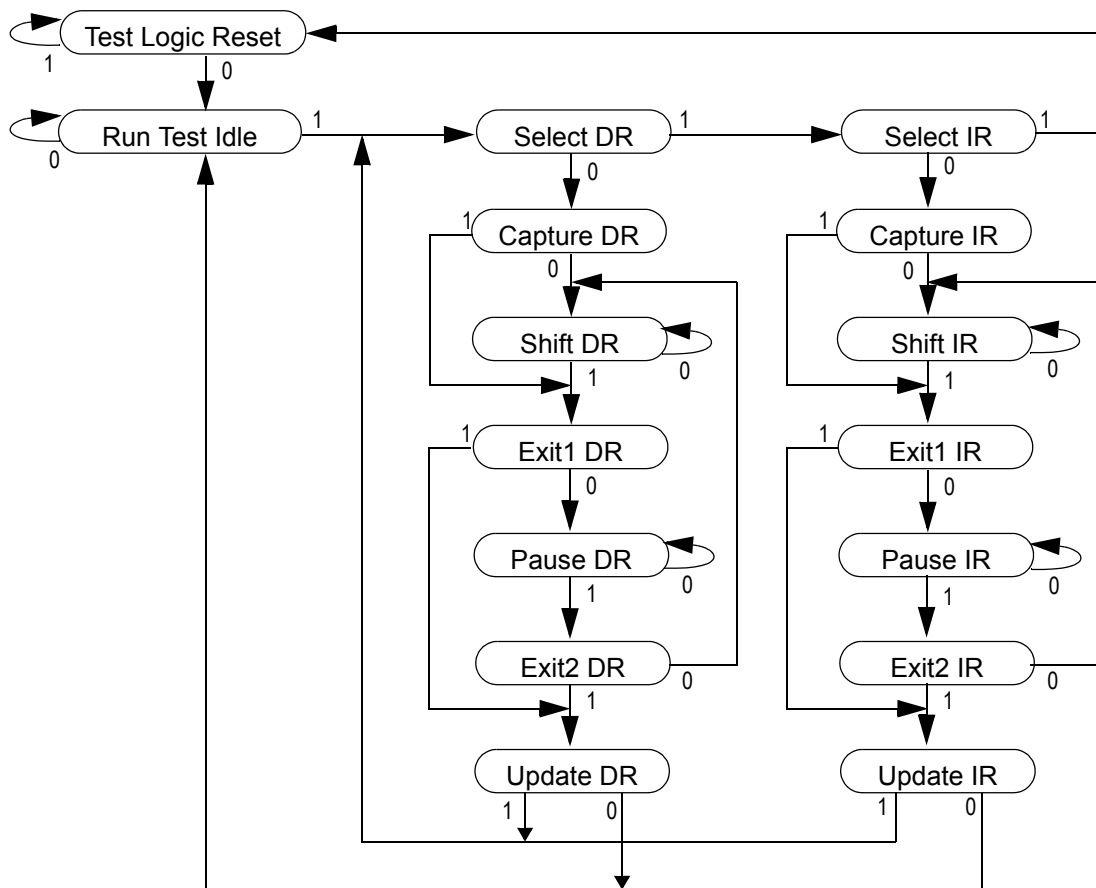 Test Logic Reset
1
0
Run Test Idle
1
0
Select DR
1
0
Select IR
1
0
Capture DR
1
0
Capture IR
1
0
Shift DR
0
1
Shift IR
0
1
Exit1 DR
1
0
Exit1 IR
1
0
Pause DR
0
1
Pause IR
0
1
Exit2 DR
0
1
Exit2 IR
0
1
Update DR
1
0
Update IR
1
0